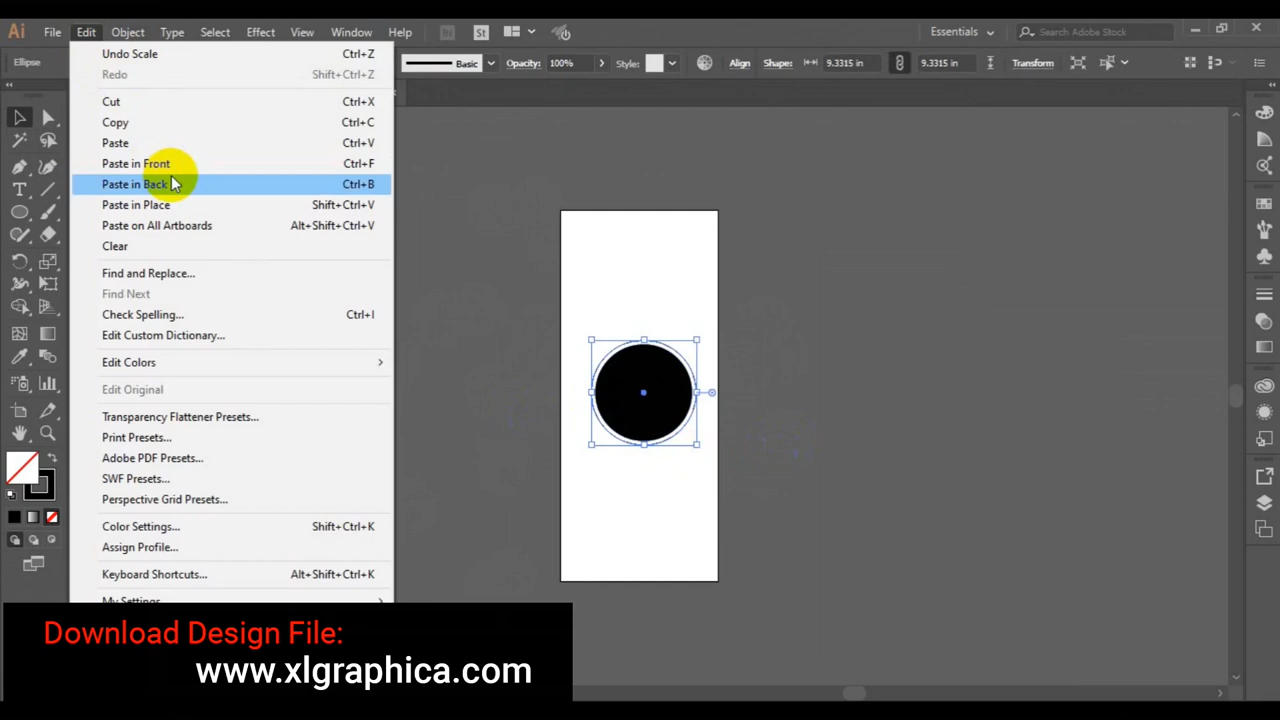 Ai File Edit Object Type Select Effect View Window Help Br St Essentials Search Adobe Stock
Ellipse Basic Opacity: 100% Style: Align Shape: 9.3315 in 9.3315 in Transform
Undo Scale Ctrl+Z
Redo Shift+Ctrl+Z
Cut Ctrl+X
Copy Ctrl+C
Paste Ctrl+V
Paste in Front Ctrl+F
Paste in Back Ctrl+B
Paste in Place Shift+Ctrl+V
Paste on All Artboards Alt+Shift+Ctrl+V
Clear
Find and Replace...
Find Next
Check Spelling... Ctrl+I
Edit Custom Dictionary...
Edit Colors
Edit Original
Transparency Flattener Presets...
Print Presets...
Adobe PDF Presets...
SWF Presets...
Perspective Grid Presets...
Color Settings... Shift+Ctrl+K
Assign Profile...
Keyboard Shortcuts... Alt+Shift+Ctrl+K
My Settings
Download Design File:
www.xlgraphica.com